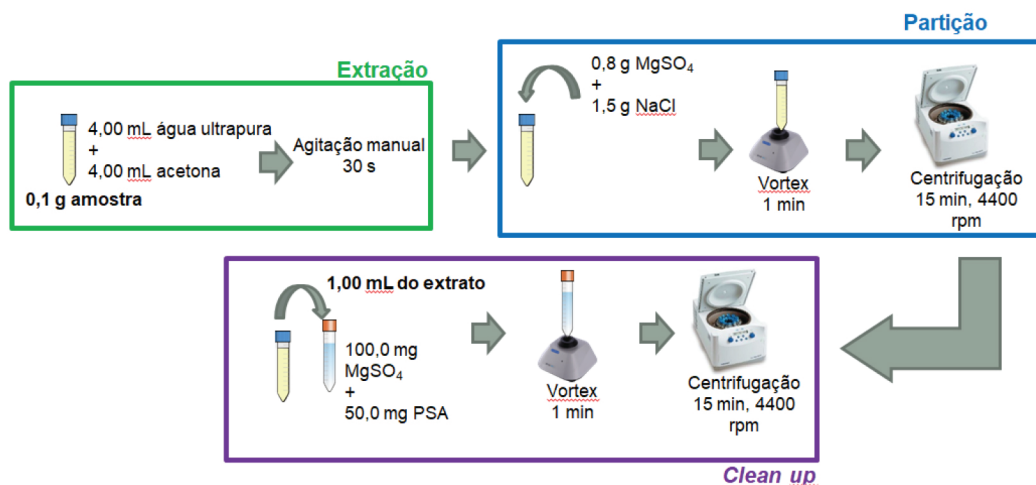 Extração
4,00 mL água ultrapura
+
4,00 mL acetona
0,1 g amostra
Agitação manual
30 s
Partição
0,8 g MgSO₄
+
1,5 g NaCl
Vortex
1 min
Centrifugação
15 min, 4400
rpm
1,00 mL do extrato
100,0 mg
MgSO₄
+
50,0 mg PSA
Vortex
1 min
Centrifugação
15 min, 4400
rpm
Clean up